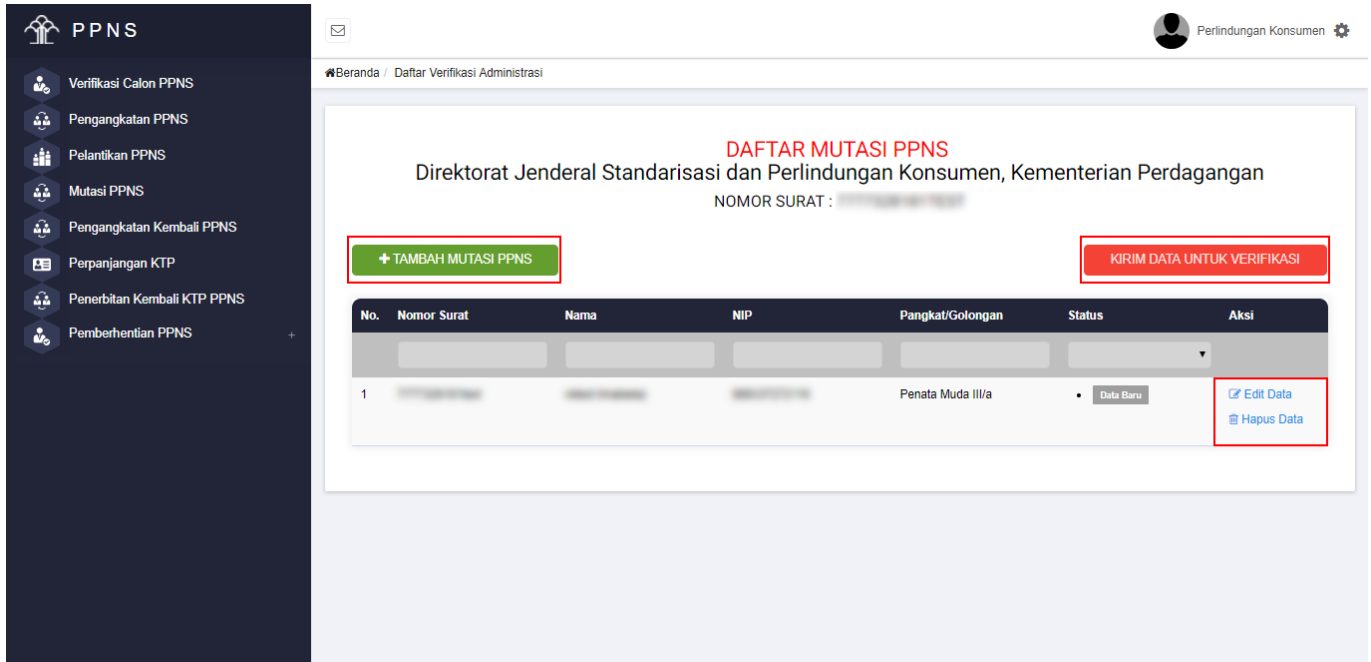 PPNS
Perlindungan Konsumen
Beranda / Daftar Verifikasi Administrasi
Verifikasi Calon PPNS
Pengangkatan PPNS
Pelantikan PPNS
Mutasi PPNS
Pengangkatan Kembali PPNS
Perpanjangan KTP
Penerbitan Kembali KTP PPNS
Pemberhentian PPNS +
DAFTAR MUTASI PPNS
Direktorat Jenderal Standarisasi dan Perlindungan Konsumen, Kementerian Perdagangan
NOMOR SURAT :
+ TAMBAH MUTASI PPNS
KIRIM DATA UNTUK VERIFIKASI
No. Nomor Surat Nama NIP Pangkat/Golongan Status Aksi
1 Penata Muda III/a • Data Baru Edit Data
Hapus Data